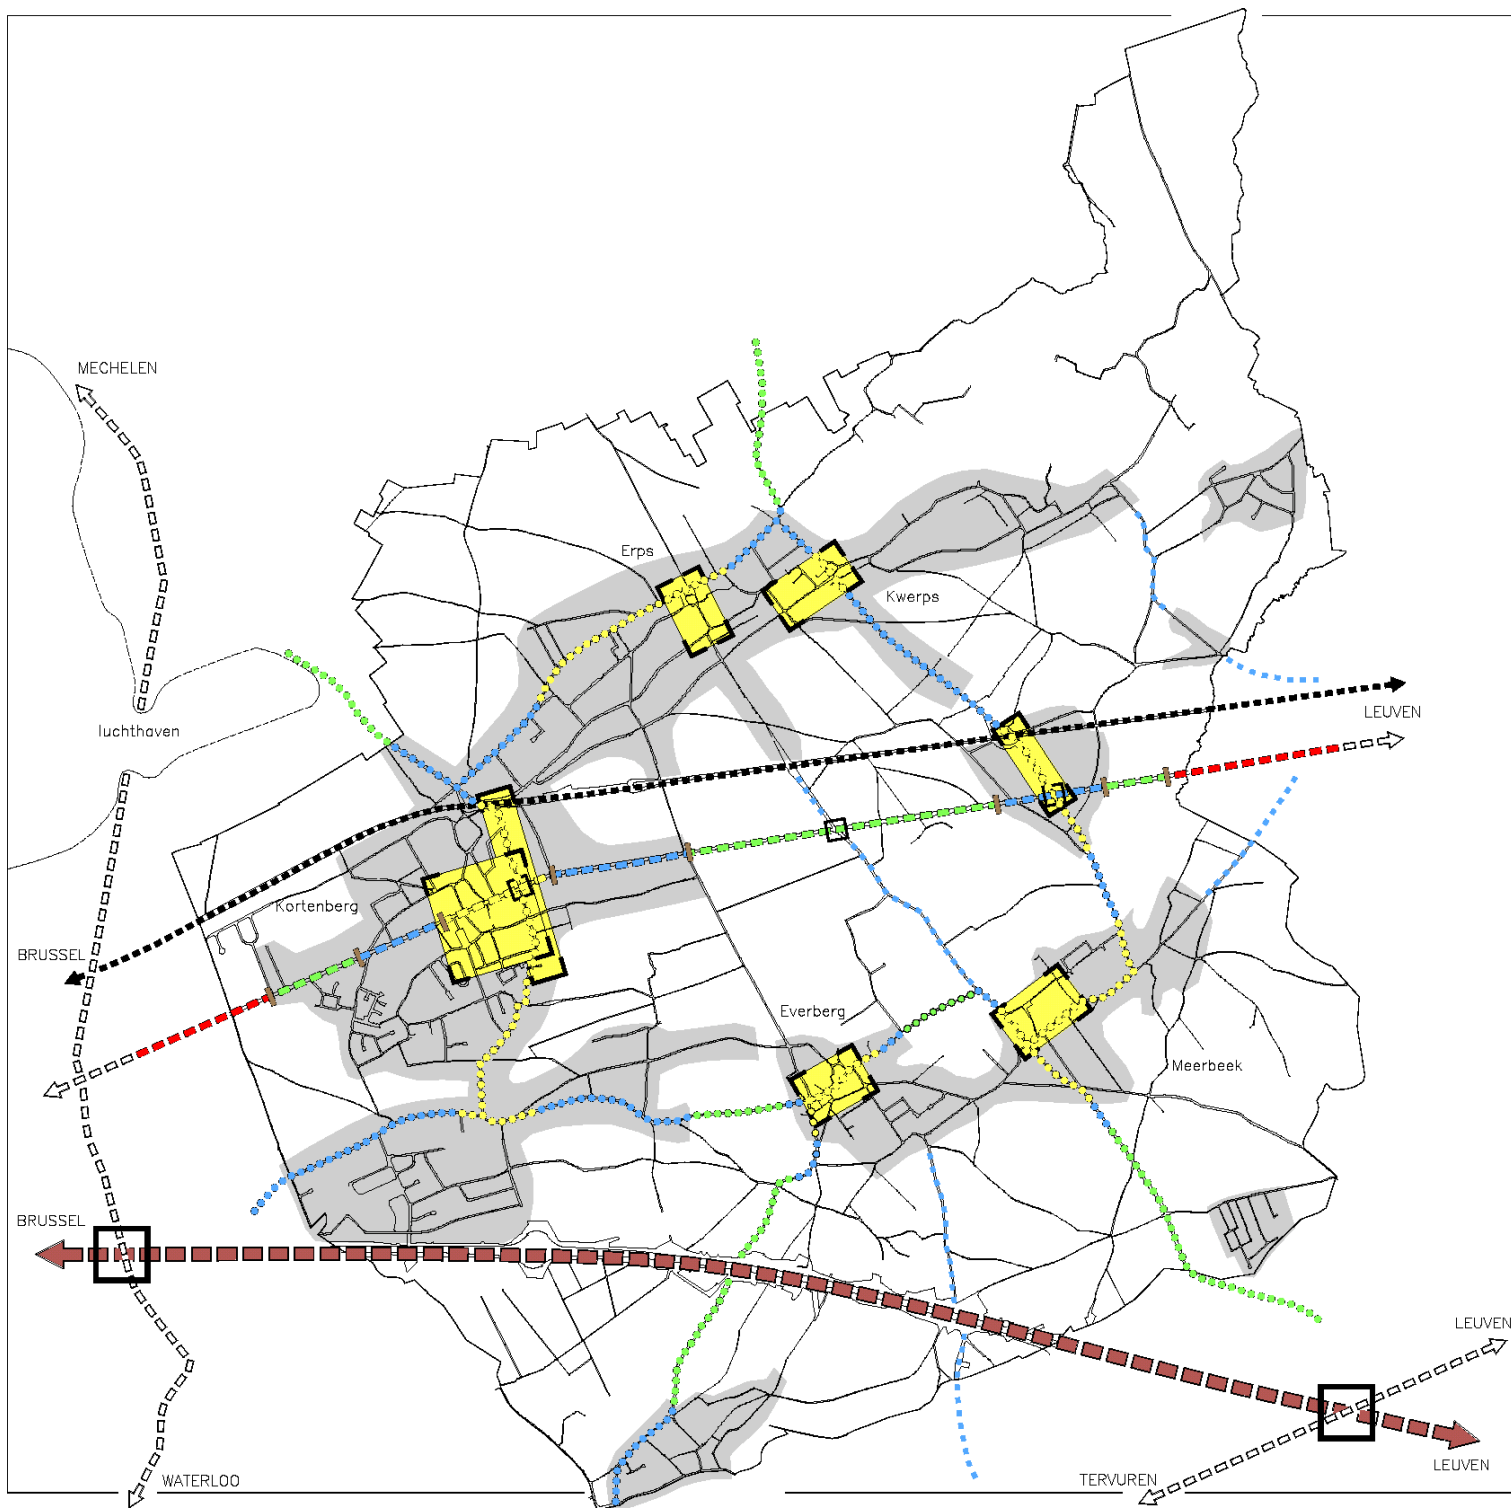 MECHELEN
Erps
Kwerps
luchthaven
LEUVEN
Kortenberg
BRUSSEL
Everberg
Meerbeek
BRUSSEL
LEUVEN
LEUVEN
WATERLOO
TERVUREN